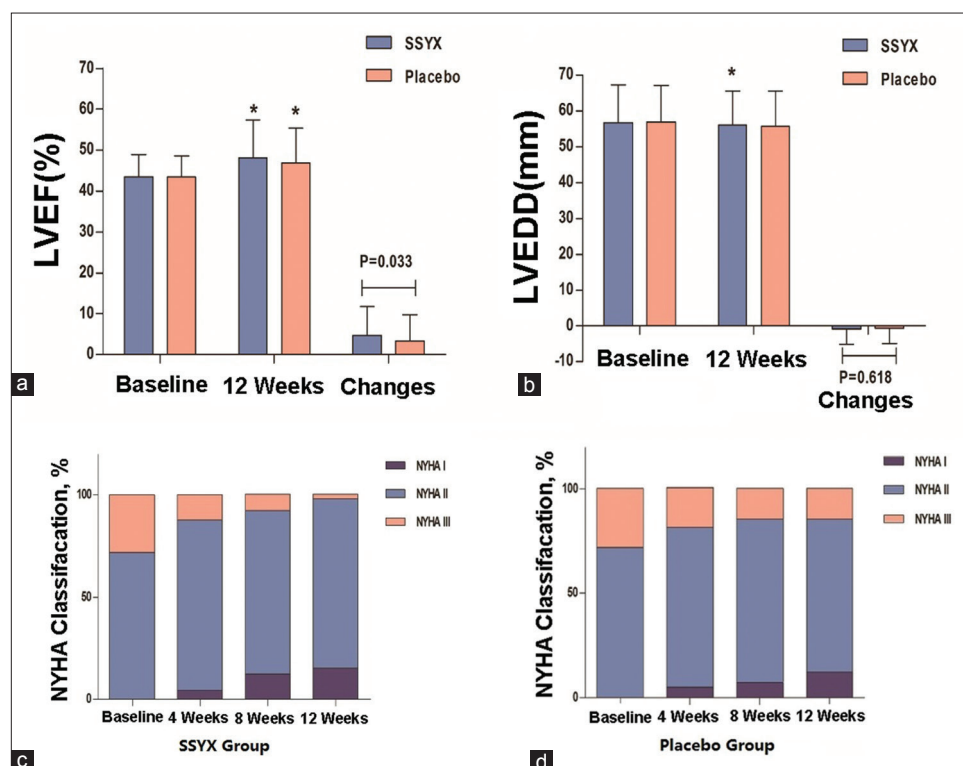 SSYX
Placebo
LVEF(%)
70
60
50
40
30
20
10
0
* *
P=0.033
Baseline 12 Weeks Changes
a
SSYX
Placebo
LVEDD(mm)
70
60
50
40
30
20
10
0
-10
*
Baseline 12 Weeks
P=0.618
Changes
b
NYHA Classifacation, %
100
50
0
NYHA I
NYHA II
NYHA III
Baseline 4 Weeks 8 Weeks 12 Weeks
SSYX Group
c
NYHA Classifacation, %
100
50
0
NYHA I
NYHA II
NYHA III
Baseline 4 Weeks 8 Weeks 12 Weeks
Placebo Group
d